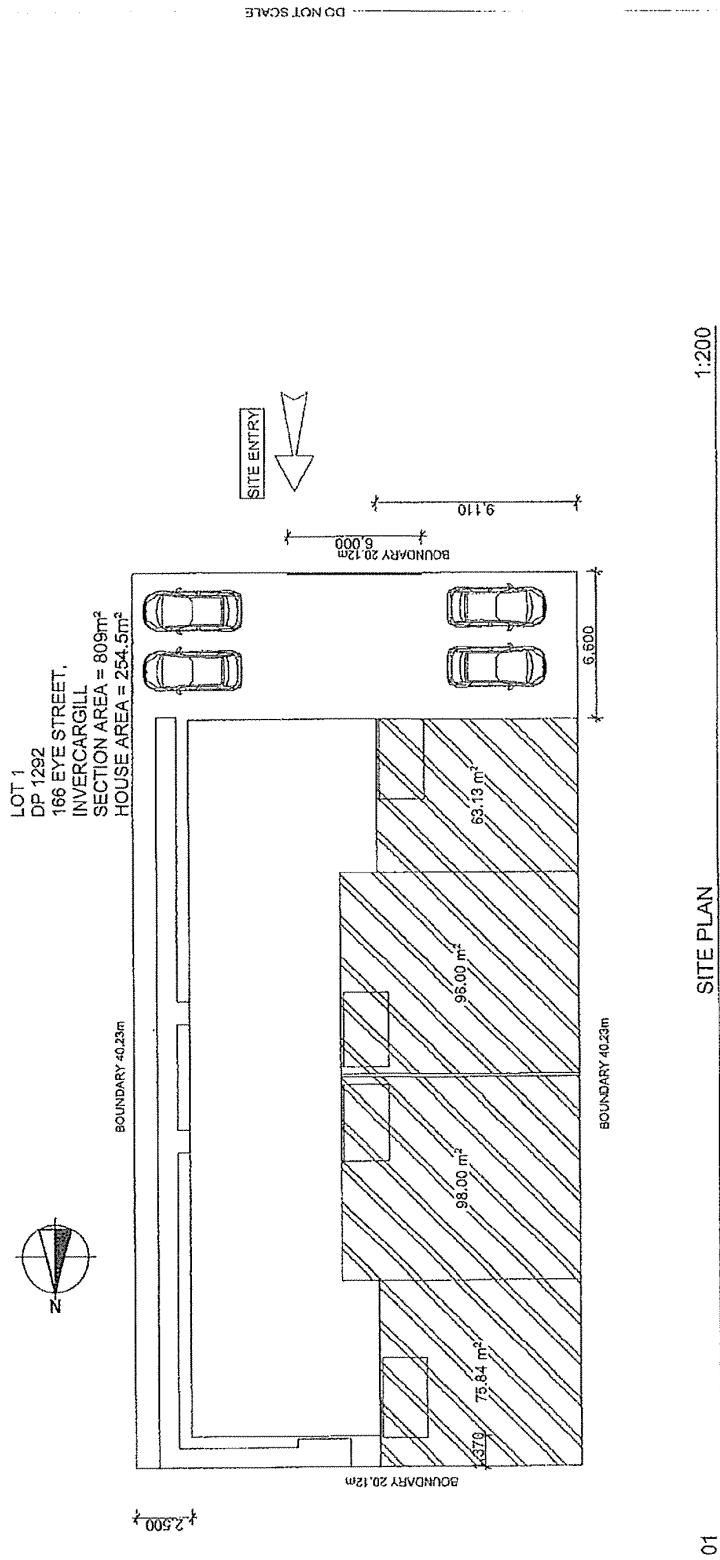 DO NOT SCALE
LOT 1
DP 1292
166 EYE STREET,
INVERCARGILL
SECTION AREA = 809m²
HOUSE AREA = 254.5m²
SITE ENTRY
BOUNDARY 20.12m
6,000
9,110
6,600
63.13 m²
96.00 m²
98.00 m²
75.84 m²
BOUNDARY 40.23m
BOUNDARY 40.23m
N
BOUNDARY 20.12m
2,500
01
SITE PLAN
1:200